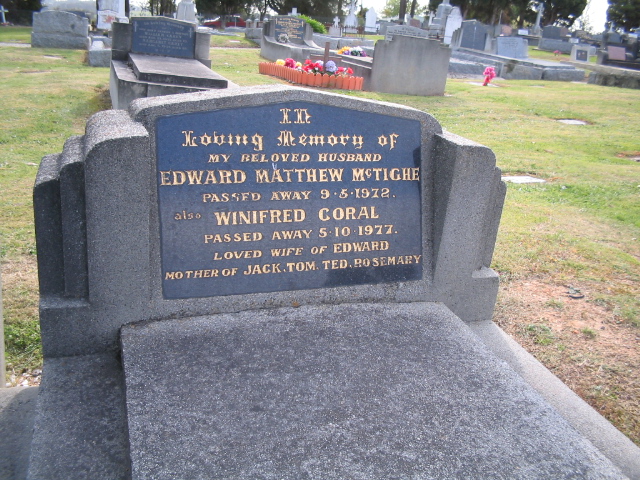 In
Loving Memory of
MY BELOVED HUSBAND
EDWARD MATTHEW McTIGHE
PASSED AWAY 9·5·1972.
also WINIFRED CORAL
PASSED AWAY 5·10·1977.
LOVED WIFE OF EDWARD
MOTHER OF JACK, TOM, TED, ROSEMARY